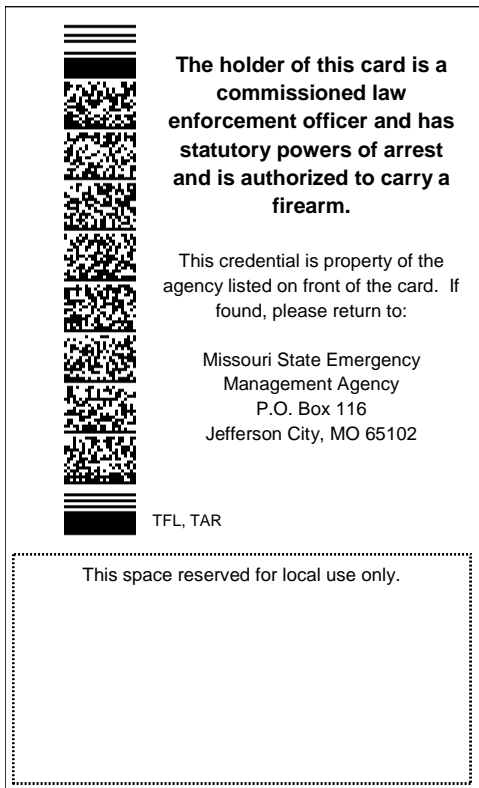 The holder of this card is a
commissioned law
enforcement officer and has
statutory powers of arrest
and is authorized to carry a
firearm.
This credential is property of the
agency listed on front of the card.  If
found, please return to:
Missouri State Emergency
Management Agency
P.O. Box 116
Jefferson City, MO 65102
TFL, TAR
This space reserved for local use only.